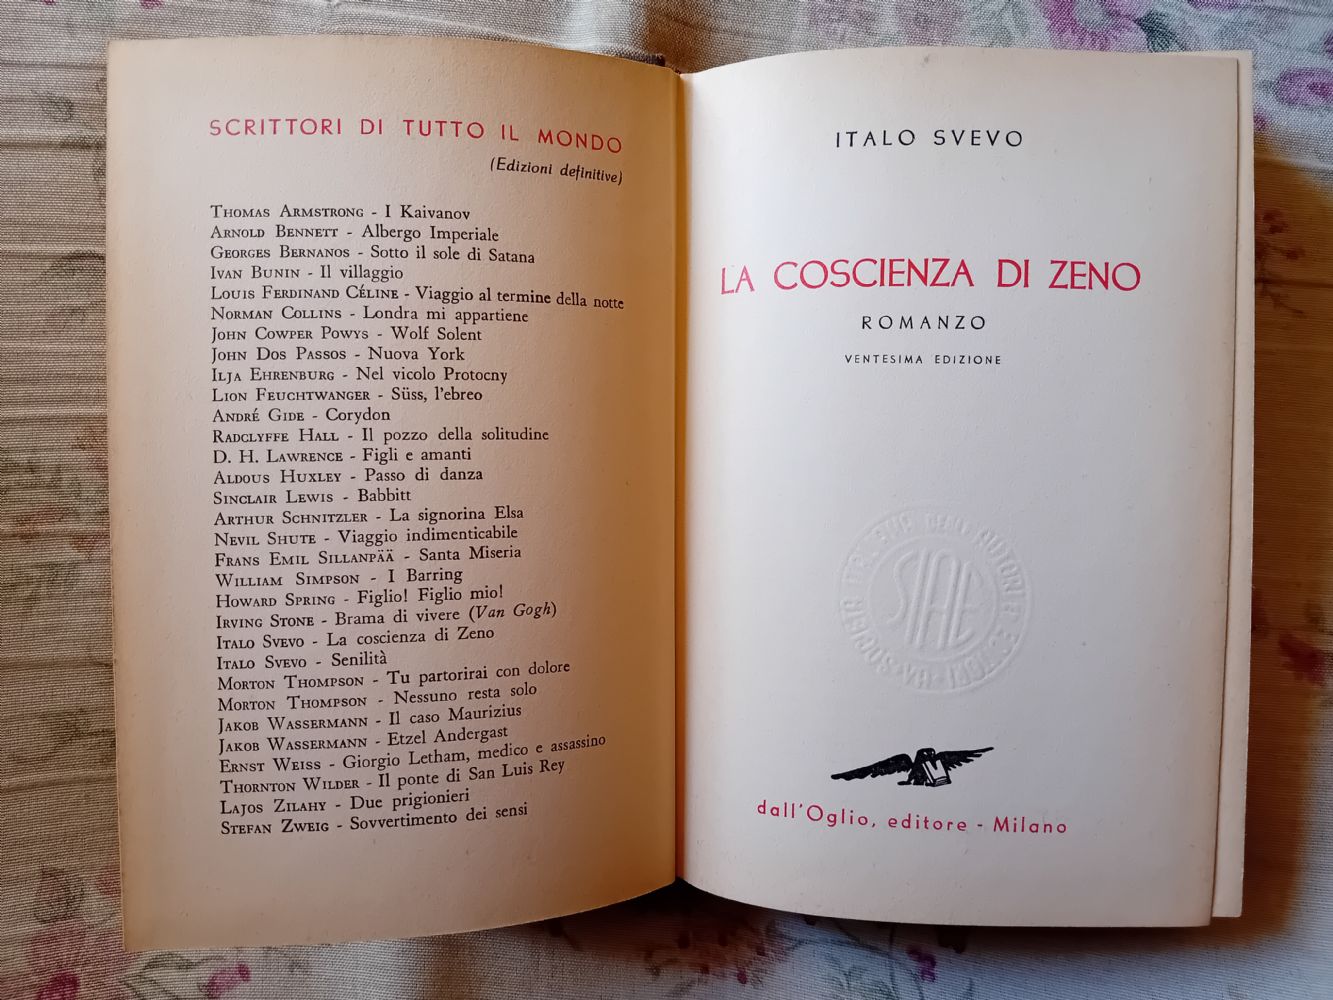 SCRITTORI DI TUTTO IL MONDO
(Edizioni definitive)
THOMAS ARMSTRONG - I Kaivanov
ARNOLD BENNETT - Albergo Imperiale
GEORGES BERNANOS - Sotto il sole di Satana
IVAN BUNIN - Il villaggio
LOUIS FERDINAND CÉLINE - Viaggio al termine della notte
NORMAN COLLINS - Londra mi appartiene
JOHN COWPER POWYS - Wolf Solent
JOHN DOS PASSOS - Nuova York
ILJA EHRENBURG - Nel vicolo Protocny
LION FEUCHTWANGER - Süss, l'ebreo
ANDRÉ GIDE - Corydon
RADCLYFFE HALL - Il pozzo della solitudine
D. H. LAWRENCE - Figli e amanti
ALDOUS HUXLEY - Passo di danza
SINCLAIR LEWIS - Babbitt
ARTHUR SCHNITZLER - La signorina Elsa
NEVIL SHUTE - Viaggio indimenticabile
FRANS EMIL SILLANPÄÄ - Santa Miseria
WILLIAM SIMPSON - I Barring
HOWARD SPRING - Figlio! Figlio mio!
IRVING STONE - Brama di vivere (Van Gogh)
ITALO SVEVO - La coscienza di Zeno
ITALO SVEVO - Senilità
MORTON THOMPSON - Tu partorirai con dolore
MORTON THOMPSON - Nessuno resta solo
JAKOB WASSERMANN - Il caso Maurizius
JAKOB WASSERMANN - Etzel Andergast
ERNST WEISS - Giorgio Letham, medico e assassino
THORNTON WILDER - Il ponte di San Luis Rey
LAJOS ZILAHY - Due prigionieri
STEFAN ZWEIG - Sovvertimento dei sensi
ITALO SVEVO
LA COSCIENZA DI ZENO
ROMANZO
VENTESIMA EDIZIONE
SIAE
dall'Oglio, editore - Milano